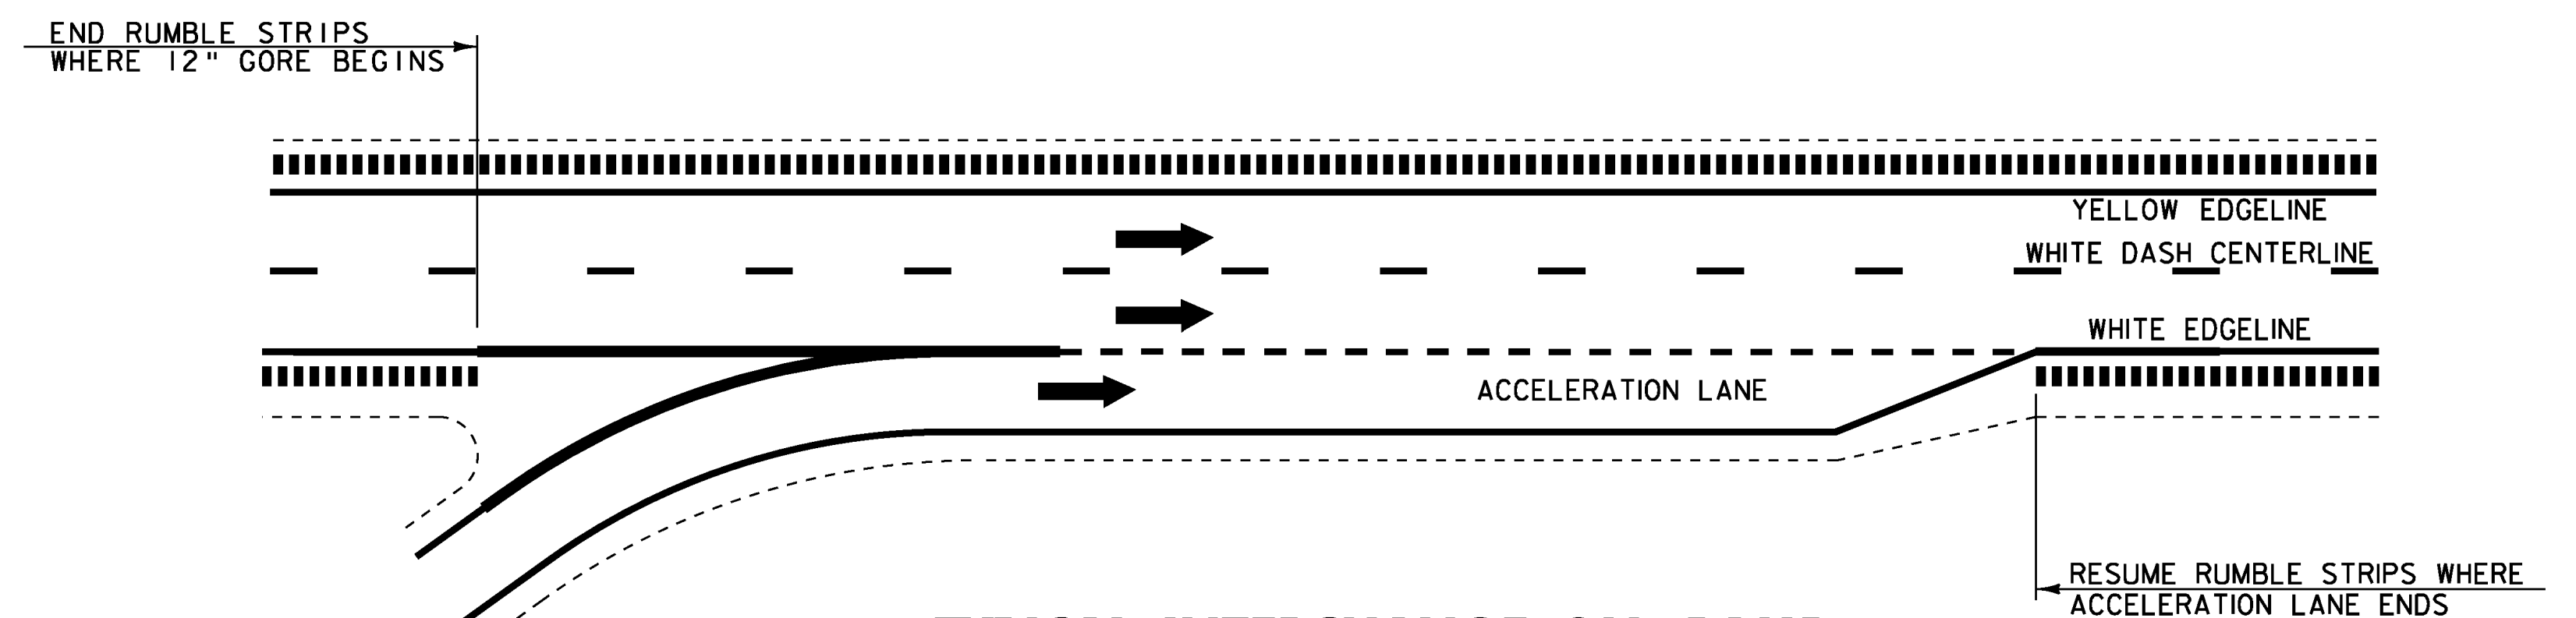 END RUMBLE STRIPS
WHERE 12" GORE BEGINS
YELLOW EDGELINE
WHITE DASH CENTERLINE
WHITE EDGELINE
ACCELERATION LANE
RESUME RUMBLE STRIPS WHERE
ACCELERATION LANE ENDS